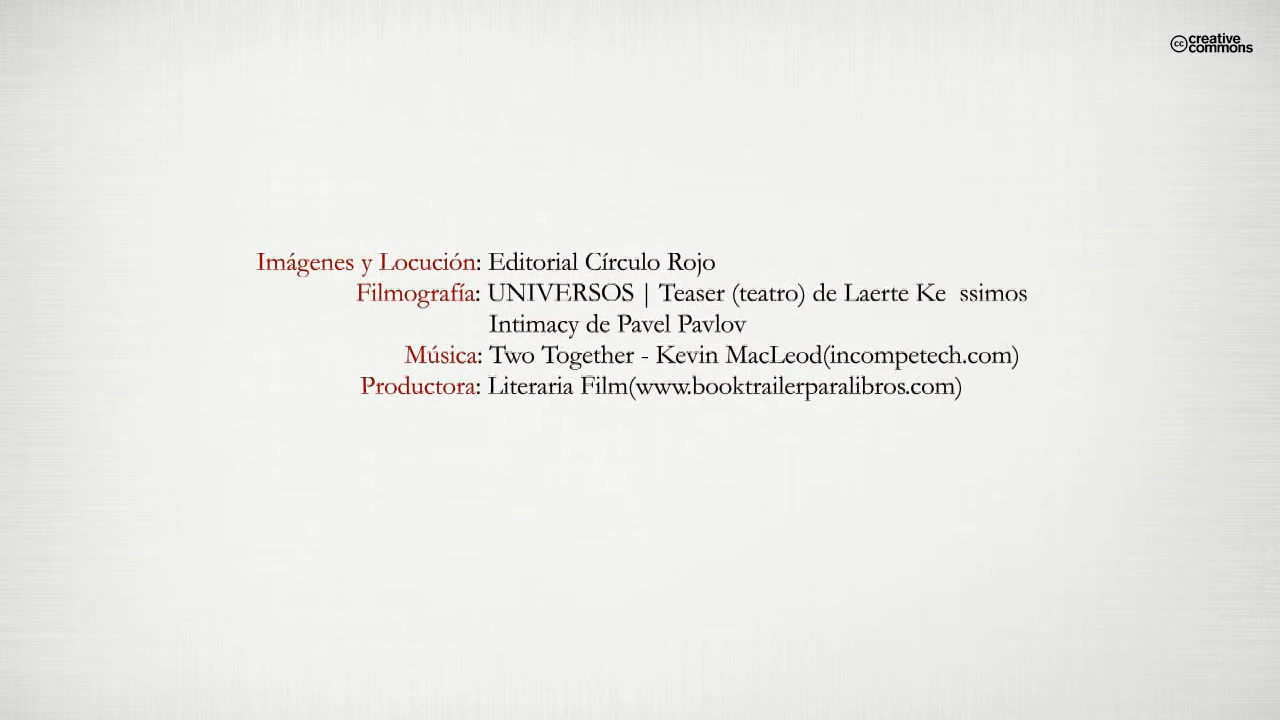 creative
commons
Imágenes y Locución: Editorial Círculo Rojo
Filmografía: UNIVERSOS | Teaser (teatro) de Laerte Ke  ssimos
Intimacy de Pavel Pavlov
Música: Two Together - Kevin MacLeod(incompetech.com)
Productora: Literaria Film(www.booktrailerparalibros.com)